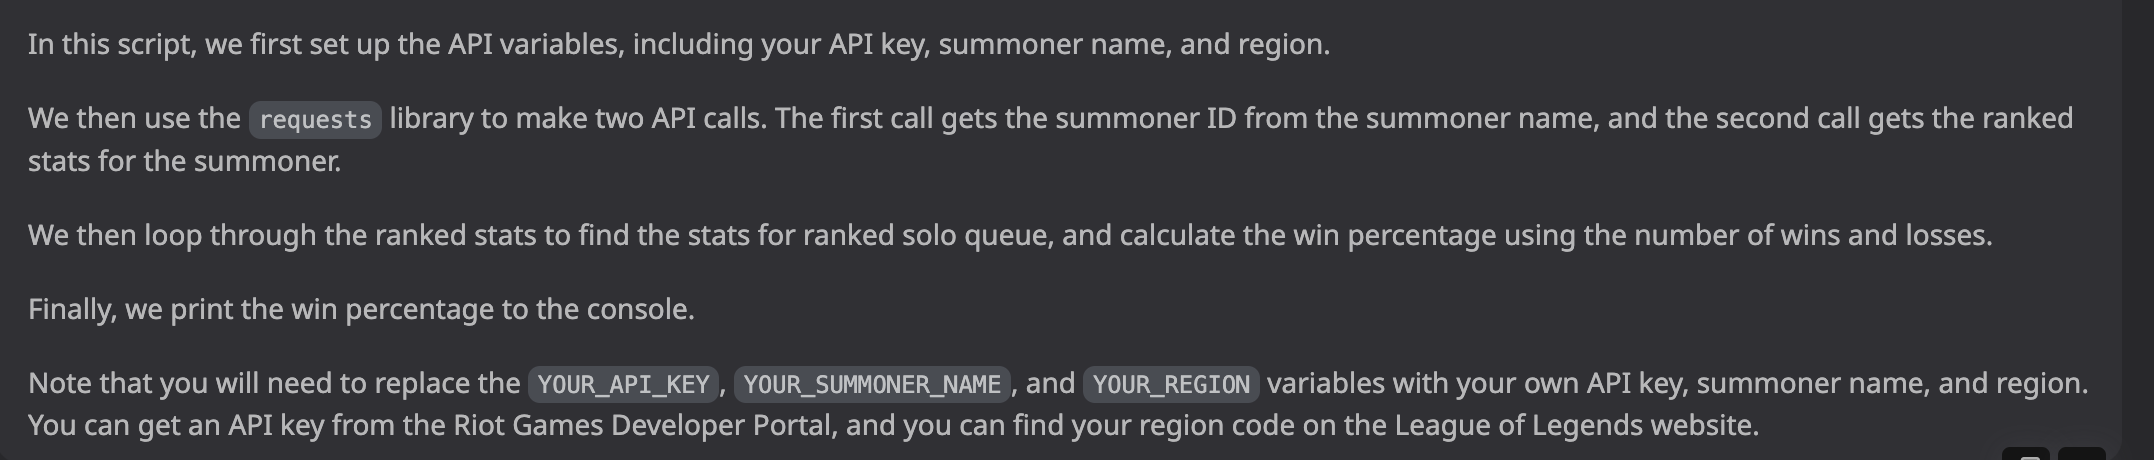 In this script, we first set up the API variables, including your API key, summoner name, and region.
We then use the requests library to make two API calls. The first call gets the summoner ID from the summoner name, and the second call gets the ranked
stats for the summoner.
We then loop through the ranked stats to find the stats for ranked solo queue, and calculate the win percentage using the number of wins and losses.
Finally, we print the win percentage to the console.
Note that you will need to replace the YOUR_API_KEY, YOUR_SUMMONER_NAME, and YOUR_REGION variables with your own API key, summoner name, and region.
You can get an API key from the Riot Games Developer Portal, and you can find your region code on the League of Legends website.